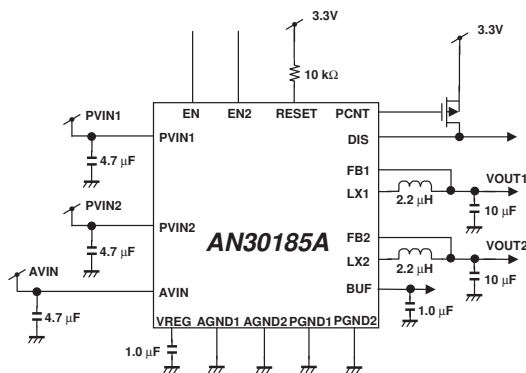 3.3V
3.3V
10 kΩ
PVIN1
EN
EN2
RESET
PCNT
PVIN1
DIS
4.7 µF
FB1
VOUT1
LX1
2.2 µH
10 µF
PVIN2
PVIN2
AN30185A
4.7 µF
FB2
VOUT2
LX2
2.2 µH
AVIN
10 µF
BUF
AVIN
1.0 µF
4.7 µF
VREG
AGND1
AGND2
PGND1
PGND2
1.0 µF